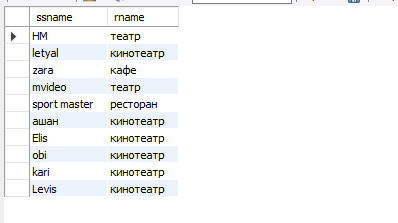 ssname rname
HM театр
letyal кинотеатр
zara кафе
mvideo театр
sport master ресторан
ашан кинотеатр
Elis кинотеатр
obi кинотеатр
kari кинотеатр
Levis кинотеатр